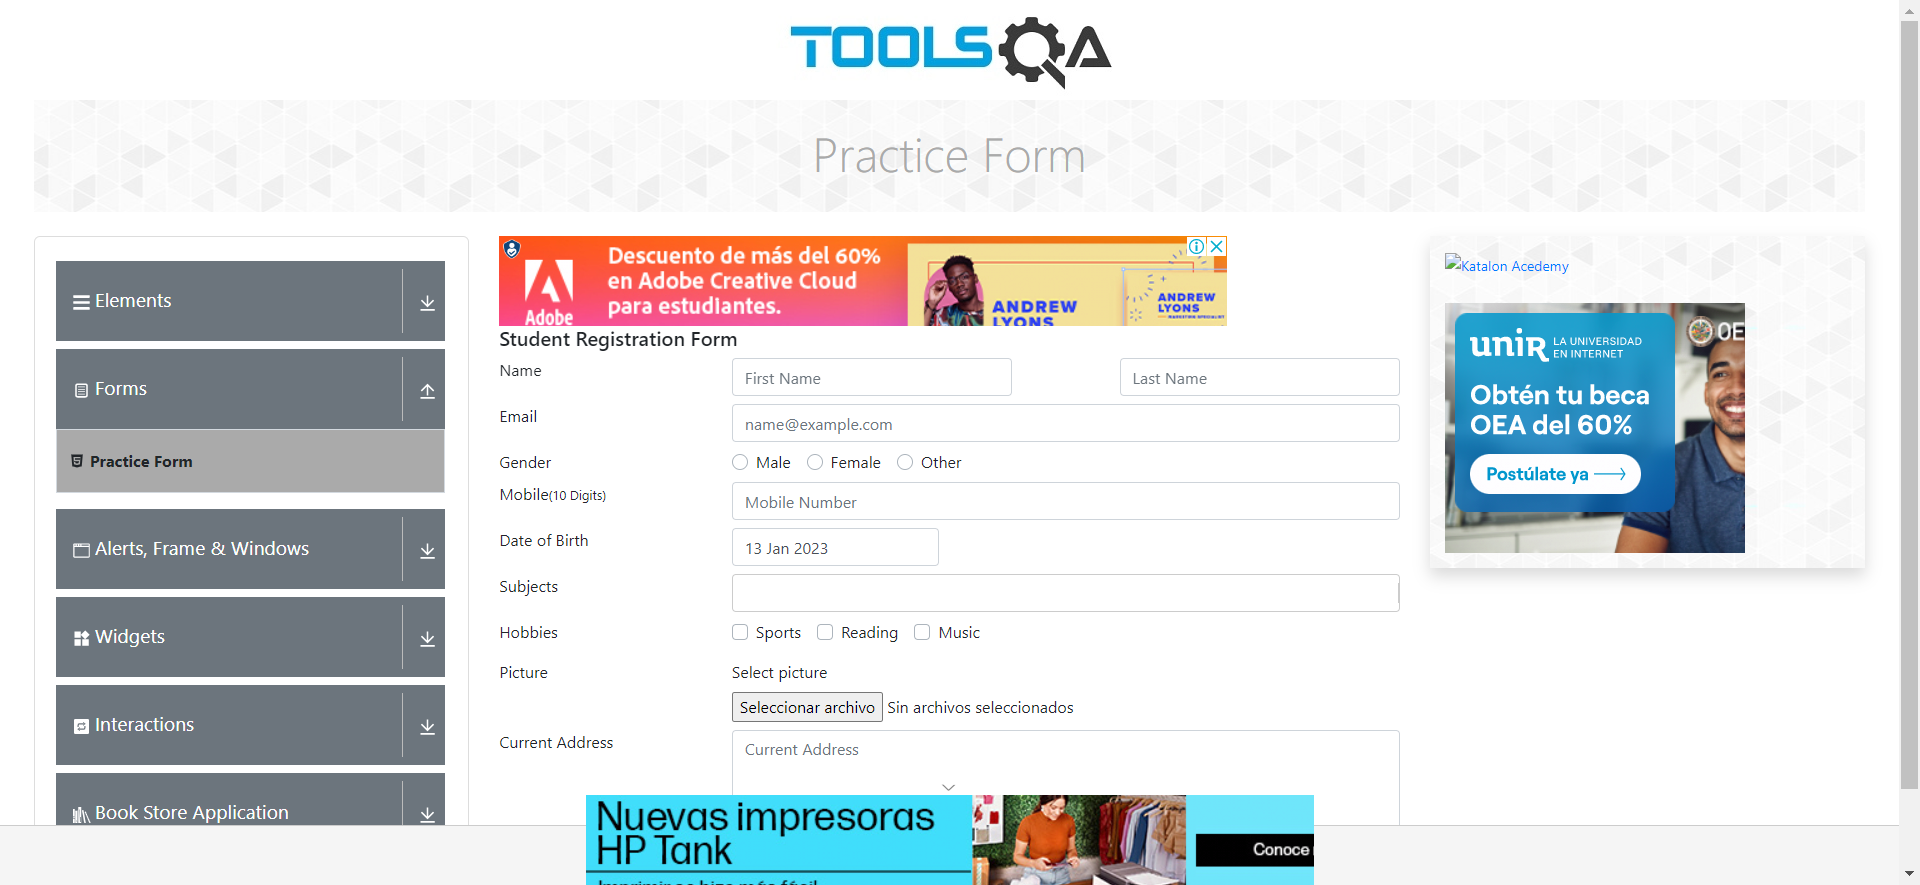 TOOLSQA
Practice Form
Elements
Forms
Practice Form
Alerts, Frame & Windows
Widgets
Interactions
Book Store Application
Adobe
Descuento de más del 60%
en Adobe Creative Cloud
para estudiantes.
ANDREW
LYONS
ANDREW
LYONS
Student Registration Form
Name
First Name
Last Name
Email
name@example.com
Gender
Male
Female
Other
Mobile(10 Digits)
Mobile Number
Date of Birth
13 Jan 2023
Subjects
Hobbies
Sports
Reading
Music
Picture
Select picture
Seleccionar archivo Sin archivos seleccionados
Current Address
Current Address
Katalon Acedemy
unir LA UNIVERSIDAD
EN INTERNET
OE
Obtén tu beca
OEA del 60%
Postúlate ya
Nuevas impresoras
HP Tank
Conoce